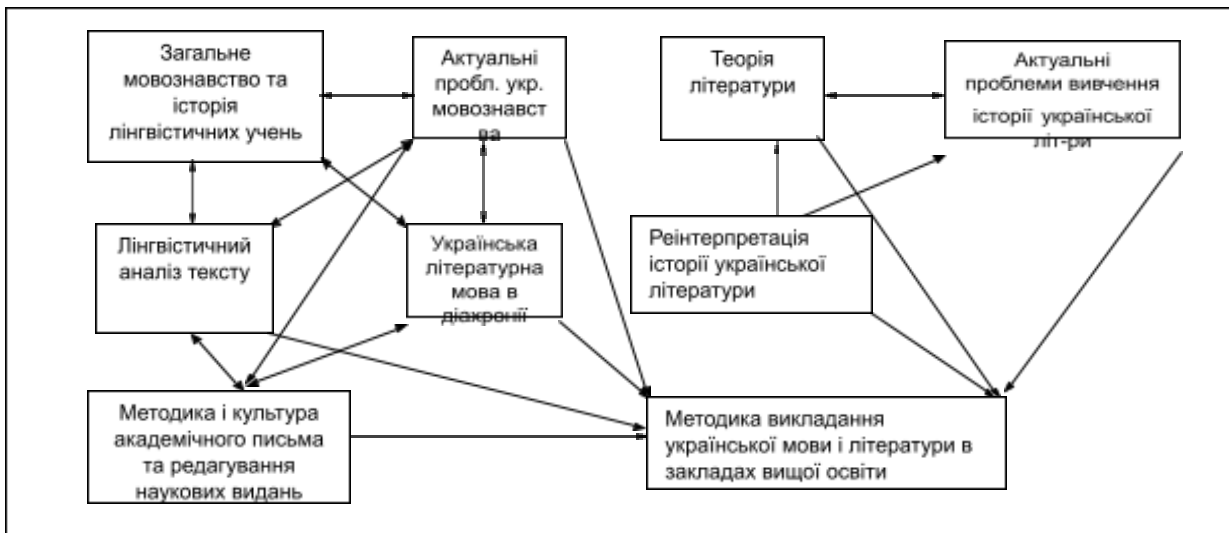 Загальне
мовознавство та
історія
лінгвістичних учень
Актуальні
пробл. укр.
мовознавст
ва
Теорія
літератури
Актуальні
проблеми вивчення
історії української
літ-ри
Лінгвістичний
аналіз тексту
Українська
літературна
мова в
діахронії
Реінтерпретація
історії української
літератури
Методика і культура
академічного письма
та редагування
наукових видань
Методика викладання
української мови і літератури в
закладах вищої освіти